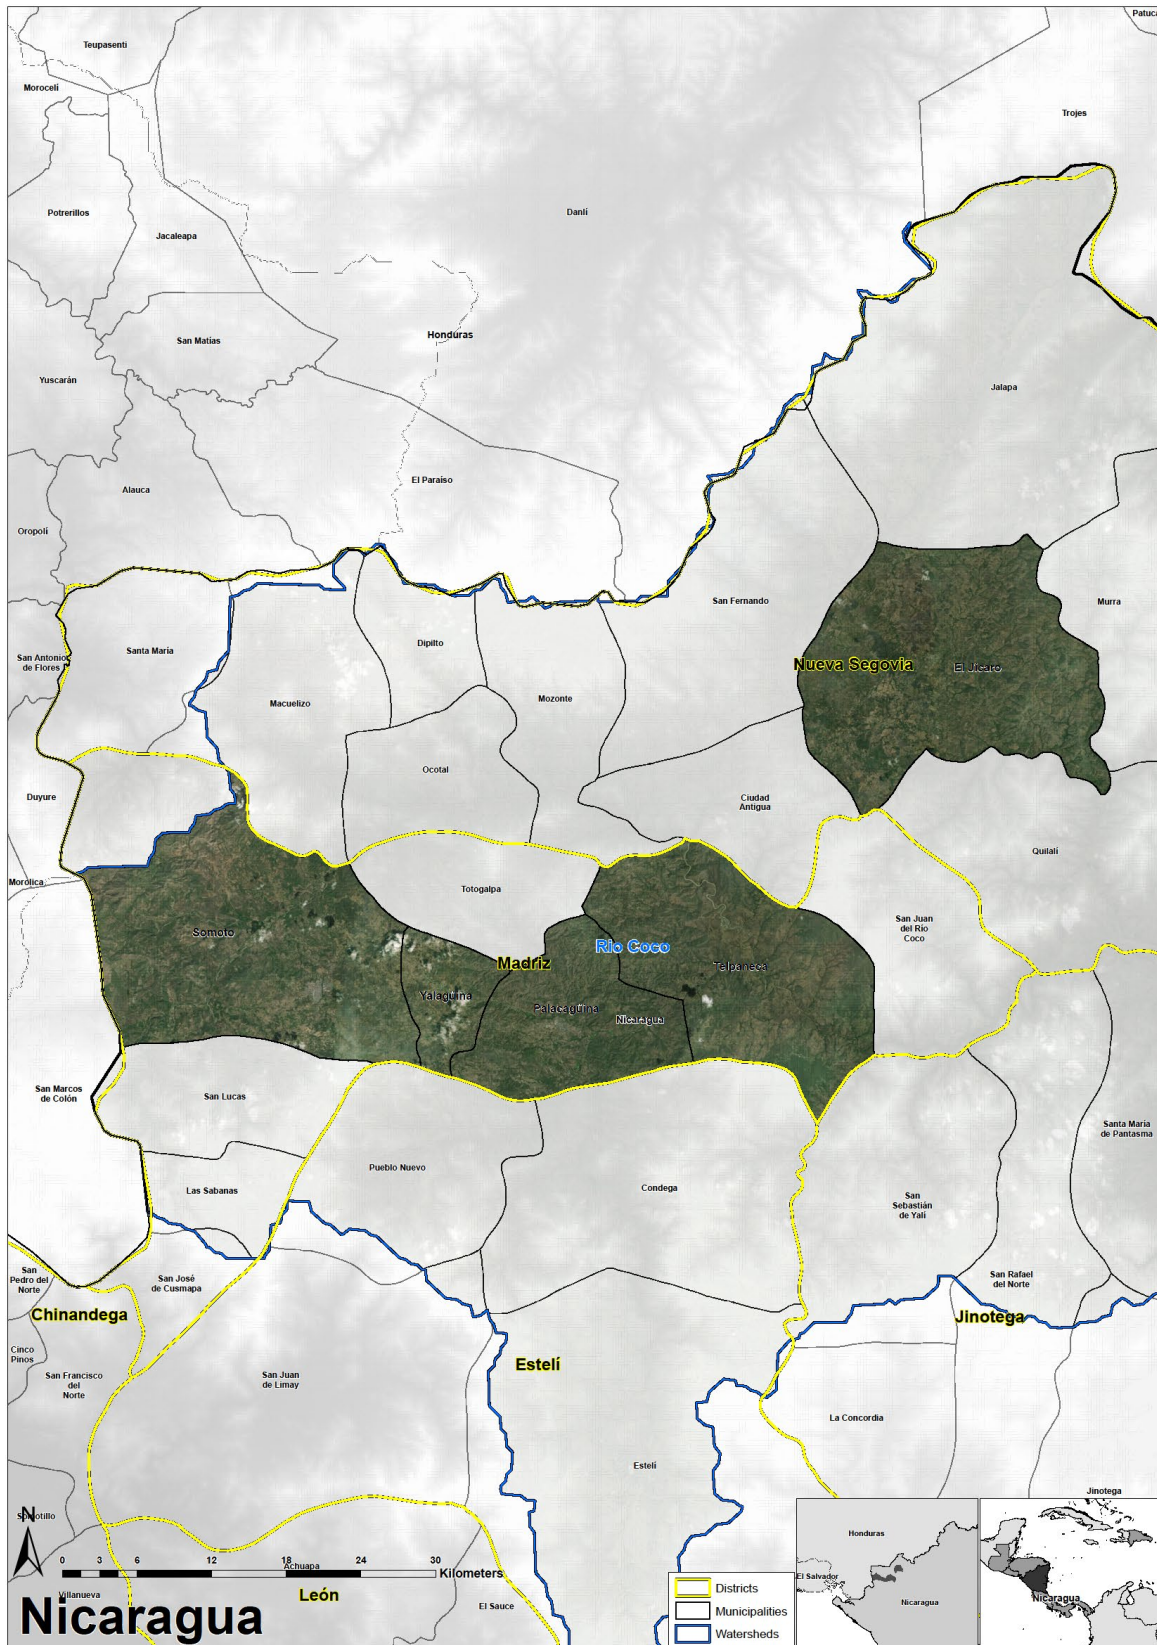 Patuca
Teupasenti
Morocelí
Trojes
Potrerillos
Danlí
Jacaleapa
Honduras
San Matías
Yuscarán
Jalapa
El Paraíso
Alauca
Oropolí
San Fernando
Murra
Dipilto
Santa María
San Antonio
de Flores
Nueva Segovia
El Jícaro
Mozonte
Macuelizo
Ocotal
Duyure
Ciudad
Antigua
Quilalí
Morolica
Totogalpa
San Juan
del Río
Coco
Somoto
Rio Coco
Madriz
Telpaneca
Yalagüina
Palacagüina
Nicaragua
San Marcos
de Colón
San Lucas
Santa María
de Pantasma
Pueblo Nuevo
Las Sabanas
Condega
San
Sebastián
de Yalí
San
Pedro del
Norte
San José
de Cusmapa
San Rafael
del Norte
Chinandega
Jinotega
Cinco
Pinos
Estelí
San Francisco
del
Norte
San Juan
de Limay
La Concordia
Estelí
Jinotega
N
Somotillo
Honduras
0 3 6 12 18 24 30
Achuapa
Kilometers
El Salvador
Villanueva
León
Districts
El Sauce
Nicaragua
Nicaragua
Municipalities
Nicaragua
Watersheds